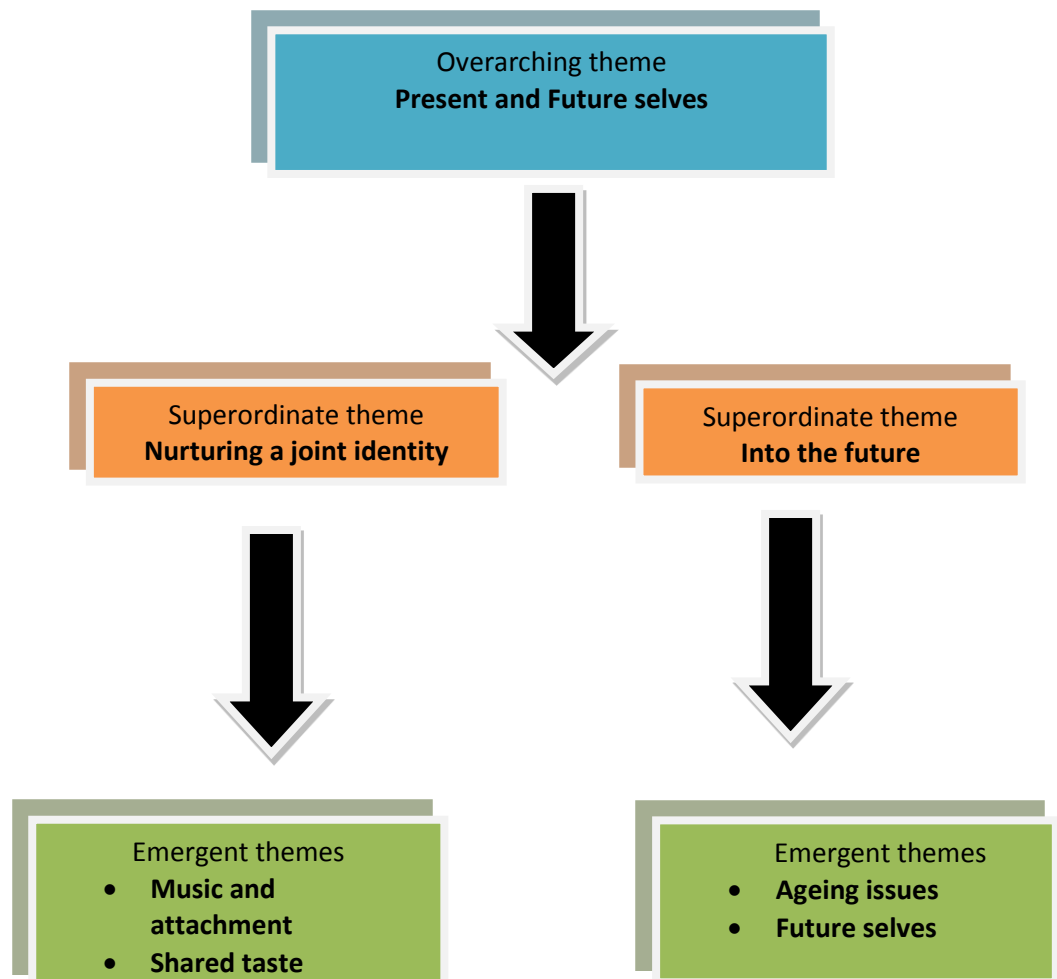 Overarching theme
Present and Future selves
Superordinate theme
Nurturing a joint identity
Superordinate theme
Into the future
Emergent themes
• Music and
attachment
• Shared taste
Emergent themes
• Ageing issues
• Future selves